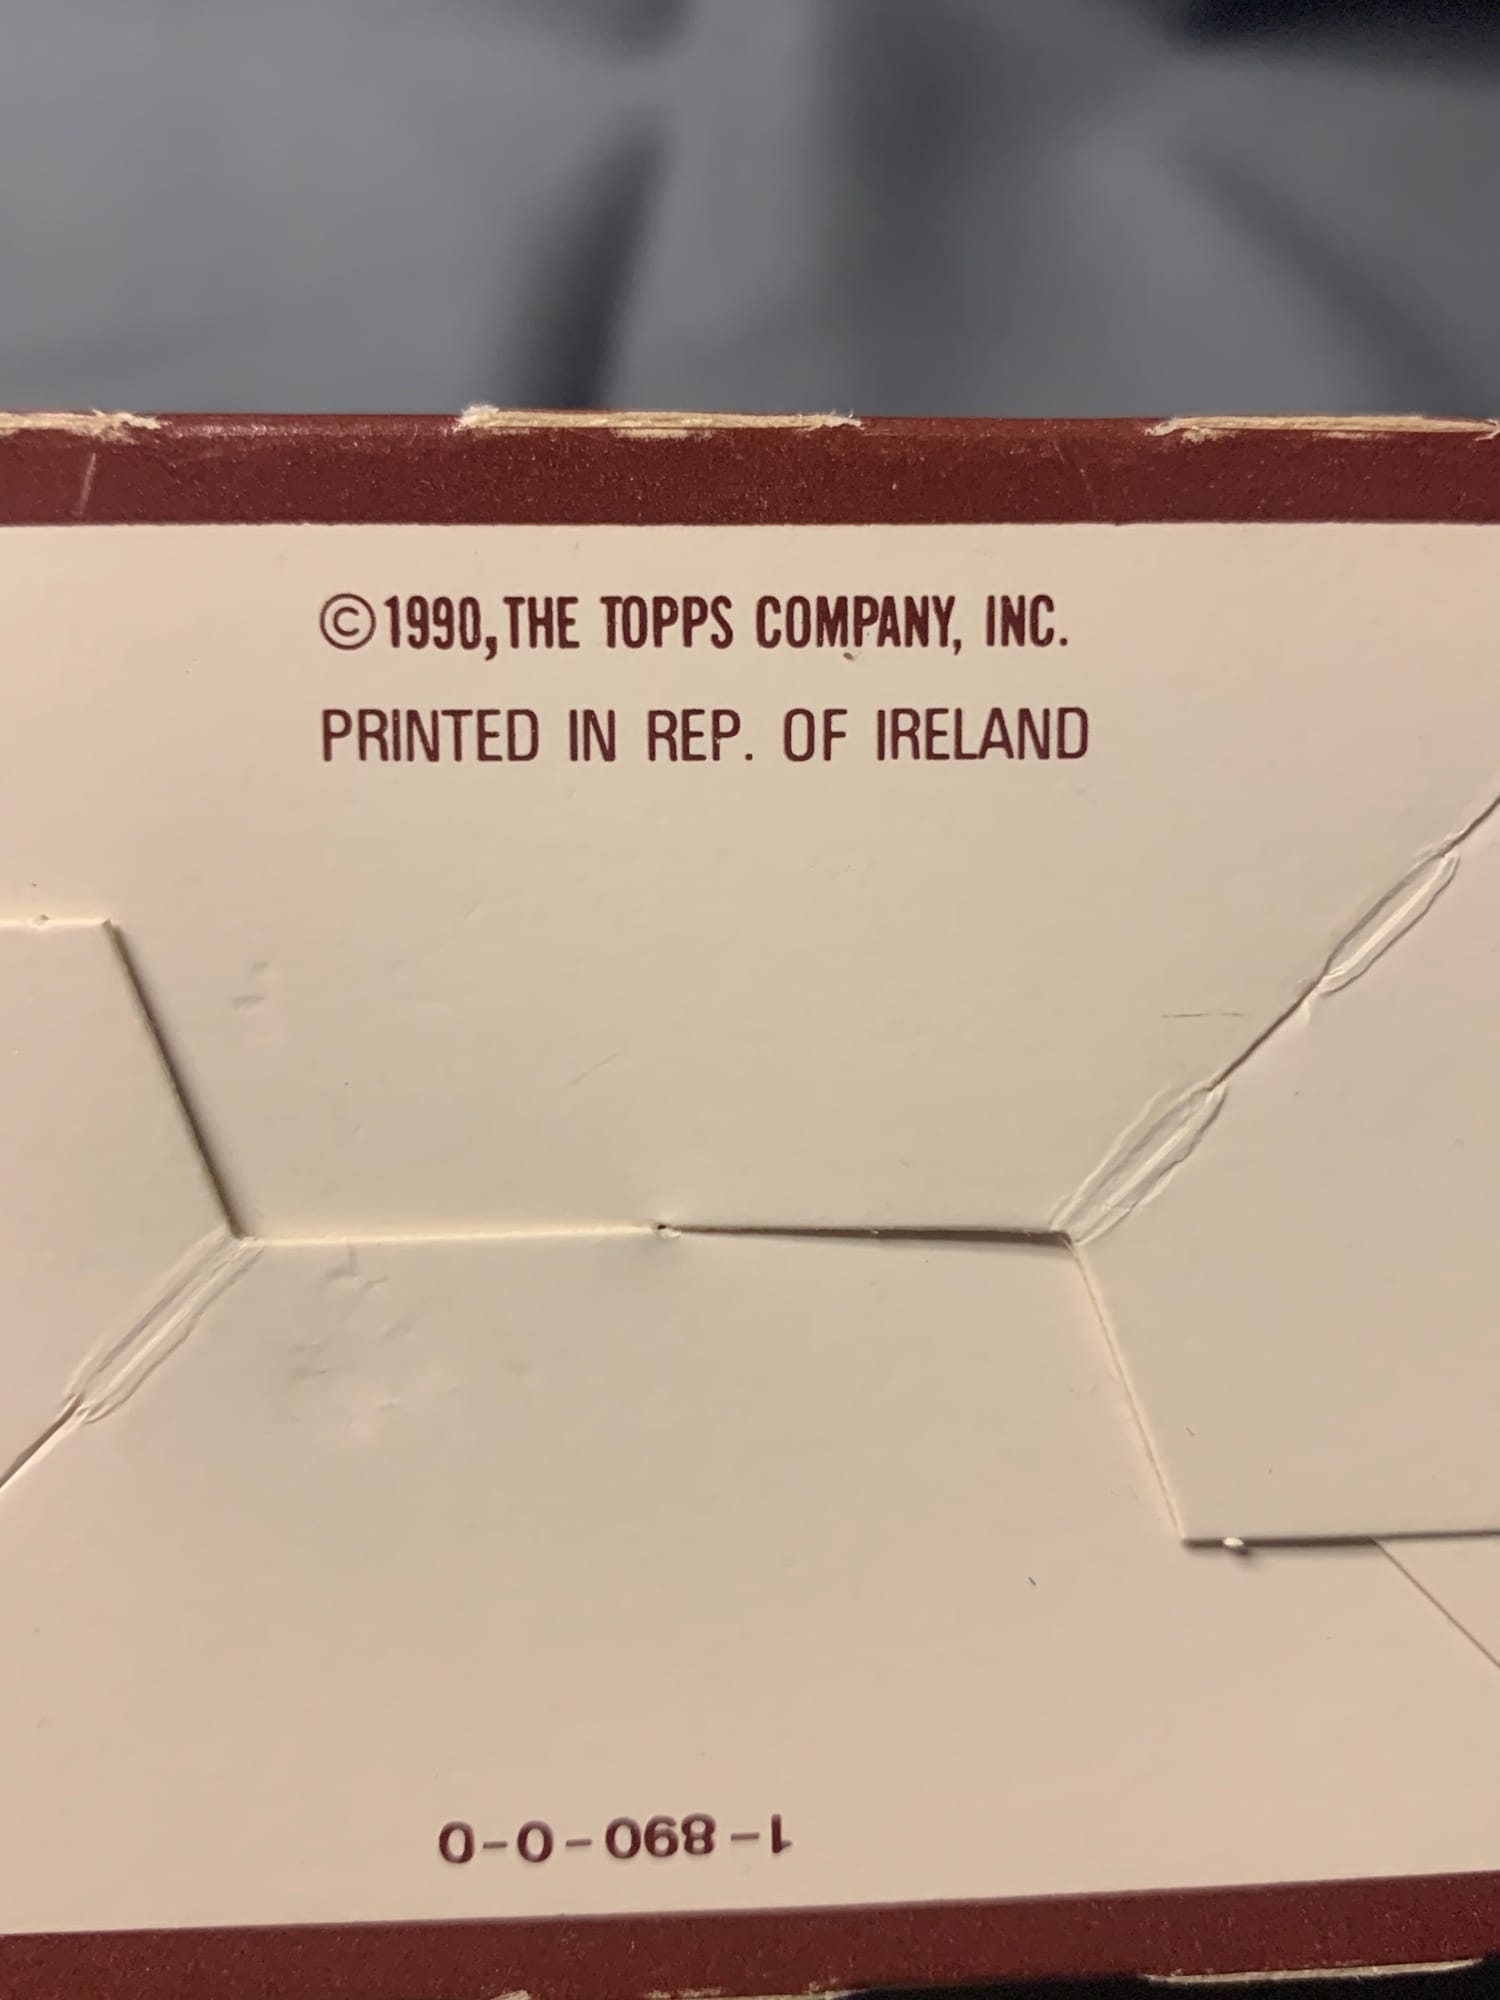 ©1990, THE TOPPS COMPANY, INC.
PRINTED IN REP. OF IRELAND
1-890-0-0